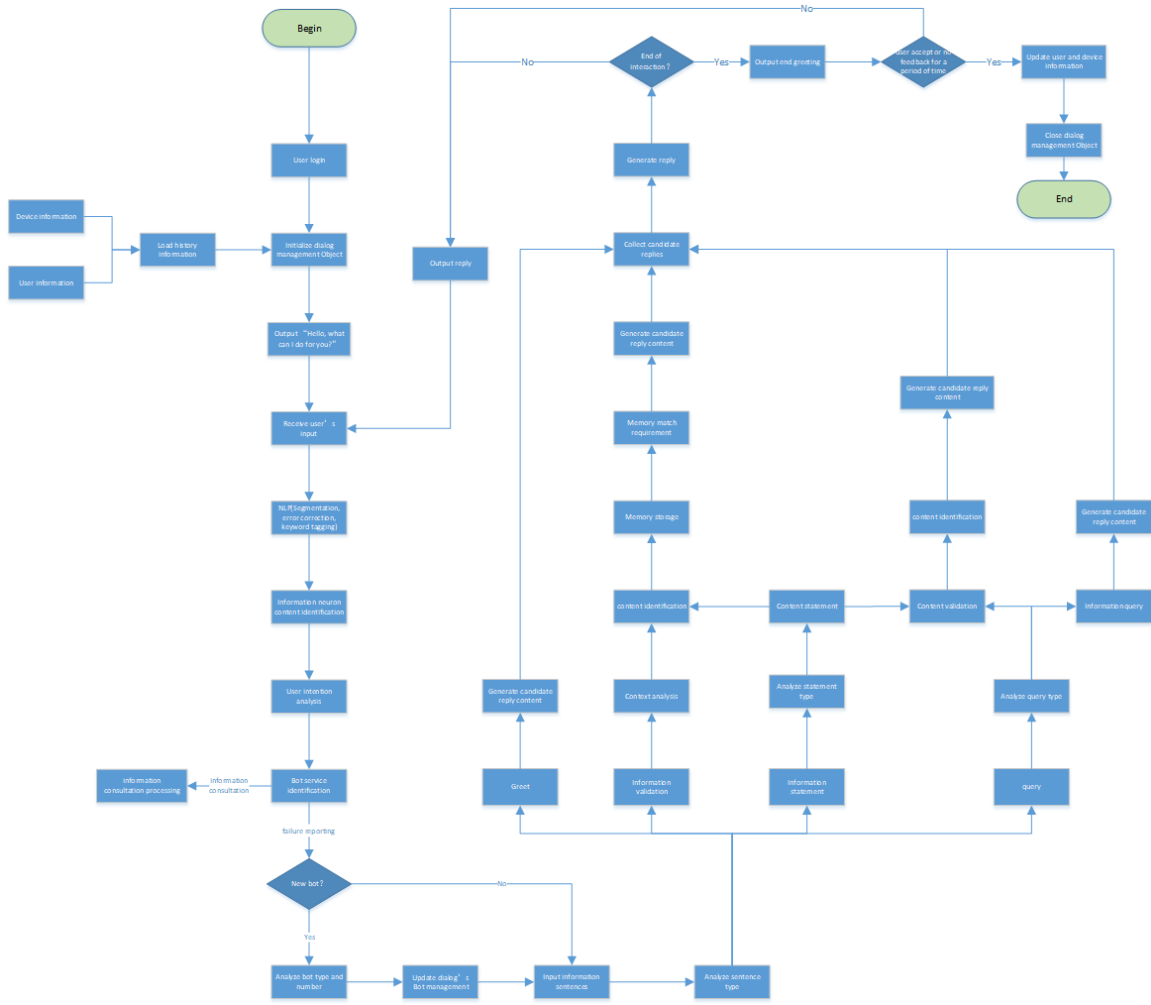 Begin
No
End of
interaction?
No
Yes
Output end greeting
user accept or no
feedback for a
period of time
Yes
Update user and device
information
Close dialog
management Object
End
User login
Generate reply
Device information
User information
Load history
information
Initialize dialog
management Object
Output reply
Collect candidate
replies
Output “Hello, what
can I do for you?”
Generate candidate
reply content
Generate candidate reply
content
Receive user’s
input
Memory match
requirement
NLP(Segmentation,
error correction,
keyword tagging)
Memory storage
content identification
Generate candidate
reply content
Information neuron
content identification
content identification
Content statement
Content validation
Information query
User intention
analysis
Generate candidate
reply content
Context analysis
Analyze statement
type
Analyze query type
Information
consultation processing
Information
consultation
Bot service
identification
Greet
Information
validation
Information
statement
query
failure reporting
New bot?
No
Yes
Analyze bot type and
number
Update dialog’s
Bot management
Input information
sentences
Analyze sentence
type